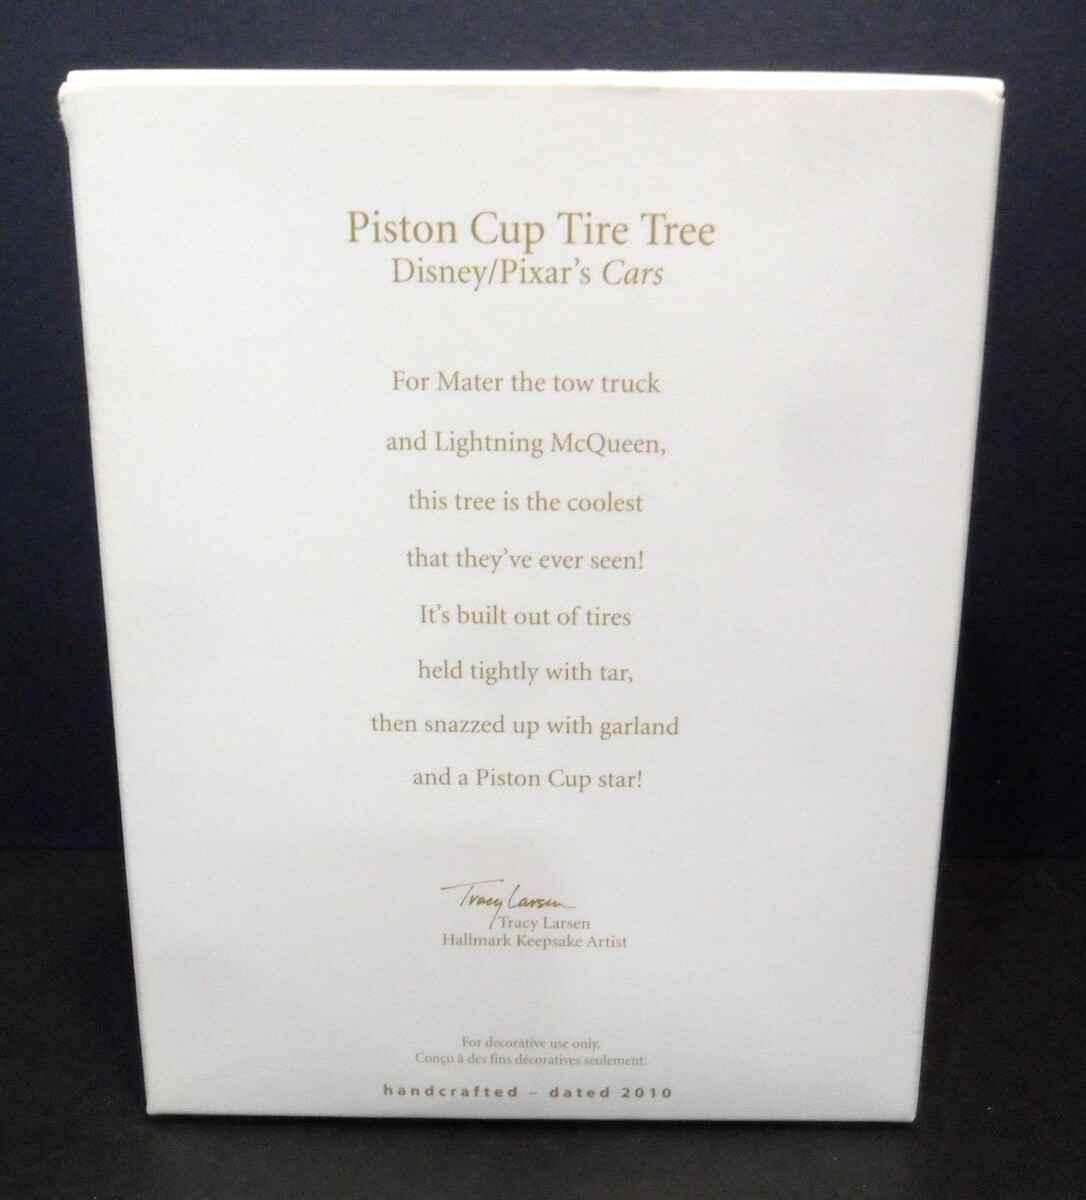 Piston Cup Tire Tree
Disney/Pixar's Cars
For Mater the tow truck
and Lightning McQueen,
this tree is the coolest
that they've ever seen!
It's built out of tires
held tightly with tar,
then snazzed up with garland
and a Piston Cup star!
Tracy Larsen
Tracy Larsen
Hallmark Keepsake Artist
For decorative use only.
Conçu à des fins décoratives seulement.
handcrafted – dated 2010